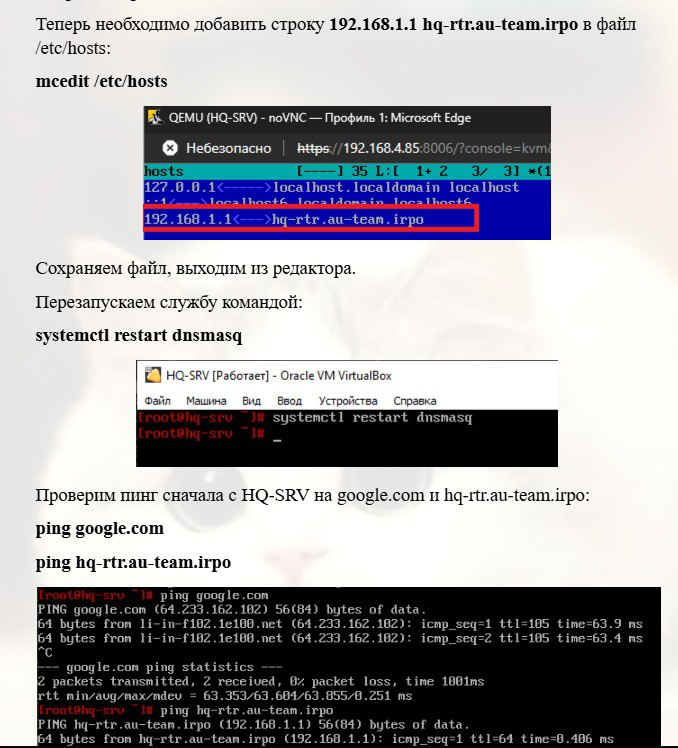 Теперь необходимо добавить строку 192.168.1.1 hq-rtr.au-team.irpo в файл
/etc/hosts:
mcedit /etc/hosts
QEMU (HQ-SRV) - noVNC — Профиль 1: Microsoft Edge
Небезопасно | https://192.168.4.85:8006/?console=kvm&
hosts [----] 35 L:[ 1+ 2 3/ 3] *(1
127.0.0.1<----->localhost.localdomain localhost
::1<---->localhost6.localdomain localhost6
192.168.1.1<--->hq-rtr.au-team.irpo
Сохраняем файл, выходим из редактора.
Перезапускаем службу командой:
systemctl restart dnsmasq
HQ-SRV [Работает] - Oracle VM VirtualBox
Файл Машина Вид Ввод Устройства Справка
[root@hq-srv ~]# systemctl restart dnsmasq
[root@hq-srv ~]# _
Проверим пинг сначала с HQ-SRV на google.com и hq-rtr.au-team.irpo:
ping google.com
ping hq-rtr.au-team.irpo
[root@hq-srv ~]# ping google.com
PING google.com (64.233.162.102) 56(84) bytes of data.
64 bytes from li-in-f102.1e100.net (64.233.162.102): icmp_seq=1 ttl=105 time=63.9 ms
64 bytes from li-in-f102.1e100.net (64.233.162.102): icmp_seq=2 ttl=105 time=63.4 ms
^C
--- google.com ping statistics ---
2 packets transmitted, 2 received, 0% packet loss, time 1001ms
rtt min/avg/max/mdev = 63.353/63.604/63.855/0.251 ms
[root@hq-srv ~]# ping hq-rtr.au-team.irpo
PING hq-rtr.au-team.irpo (192.168.1.1) 56(84) bytes of data.
64 bytes from hq-rtr.au-team.irpo (192.168.1.1): icmp_seq=1 ttl=64 time=0.406 ms